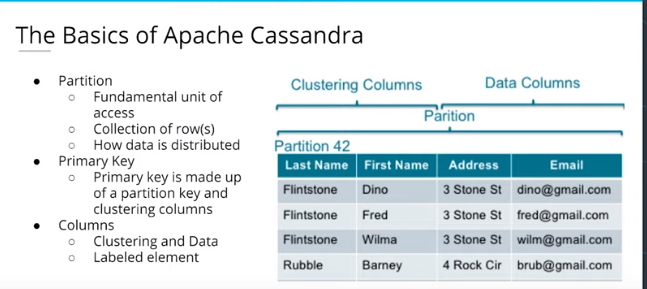 The Basics of Apache Cassandra
Partition
Fundamental unit of
access
Collection of row(s)
How data is distributed
Primary Key
Primary key is made up
of a partition key and
clustering columns
Columns
Clustering and Data
Labeled element
Clustering Columns
Data Columns
Parition
Partition 42
Last Name First Name Address Email
Flintstone Dino 3 Stone St dino@gmail.com
Flintstone Fred 3 Stone St fred@gmail.com
Flintstone Wilma 3 Stone St wilm@gmail.com
Rubble Barney 4 Rock Cir brub@gmail.com